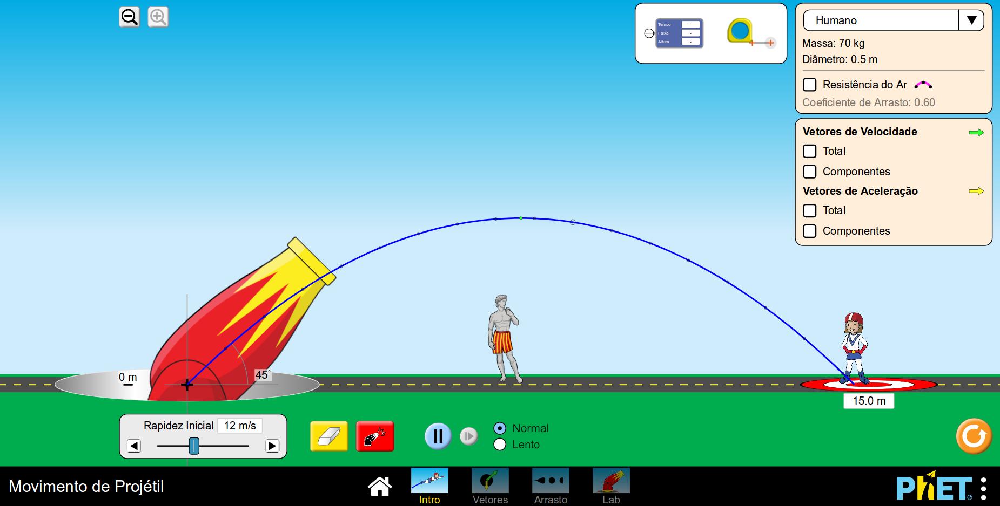 Tempo -
Faixa -
Altura -
Humano
Massa: 70 kg
Diâmetro: 0.5 m
Resistência do Ar
Coeficiente de Arrasto: 0.60
Vetores de Velocidade
Total
Componentes
Vetores de Aceleração
Total
Componentes
0 m
45°
15.0 m
Rapidez Inicial 12 m/s
Normal
Lento
Movimento de Projétil
Intro
Vetores
Arrasto
Lab
PhET®